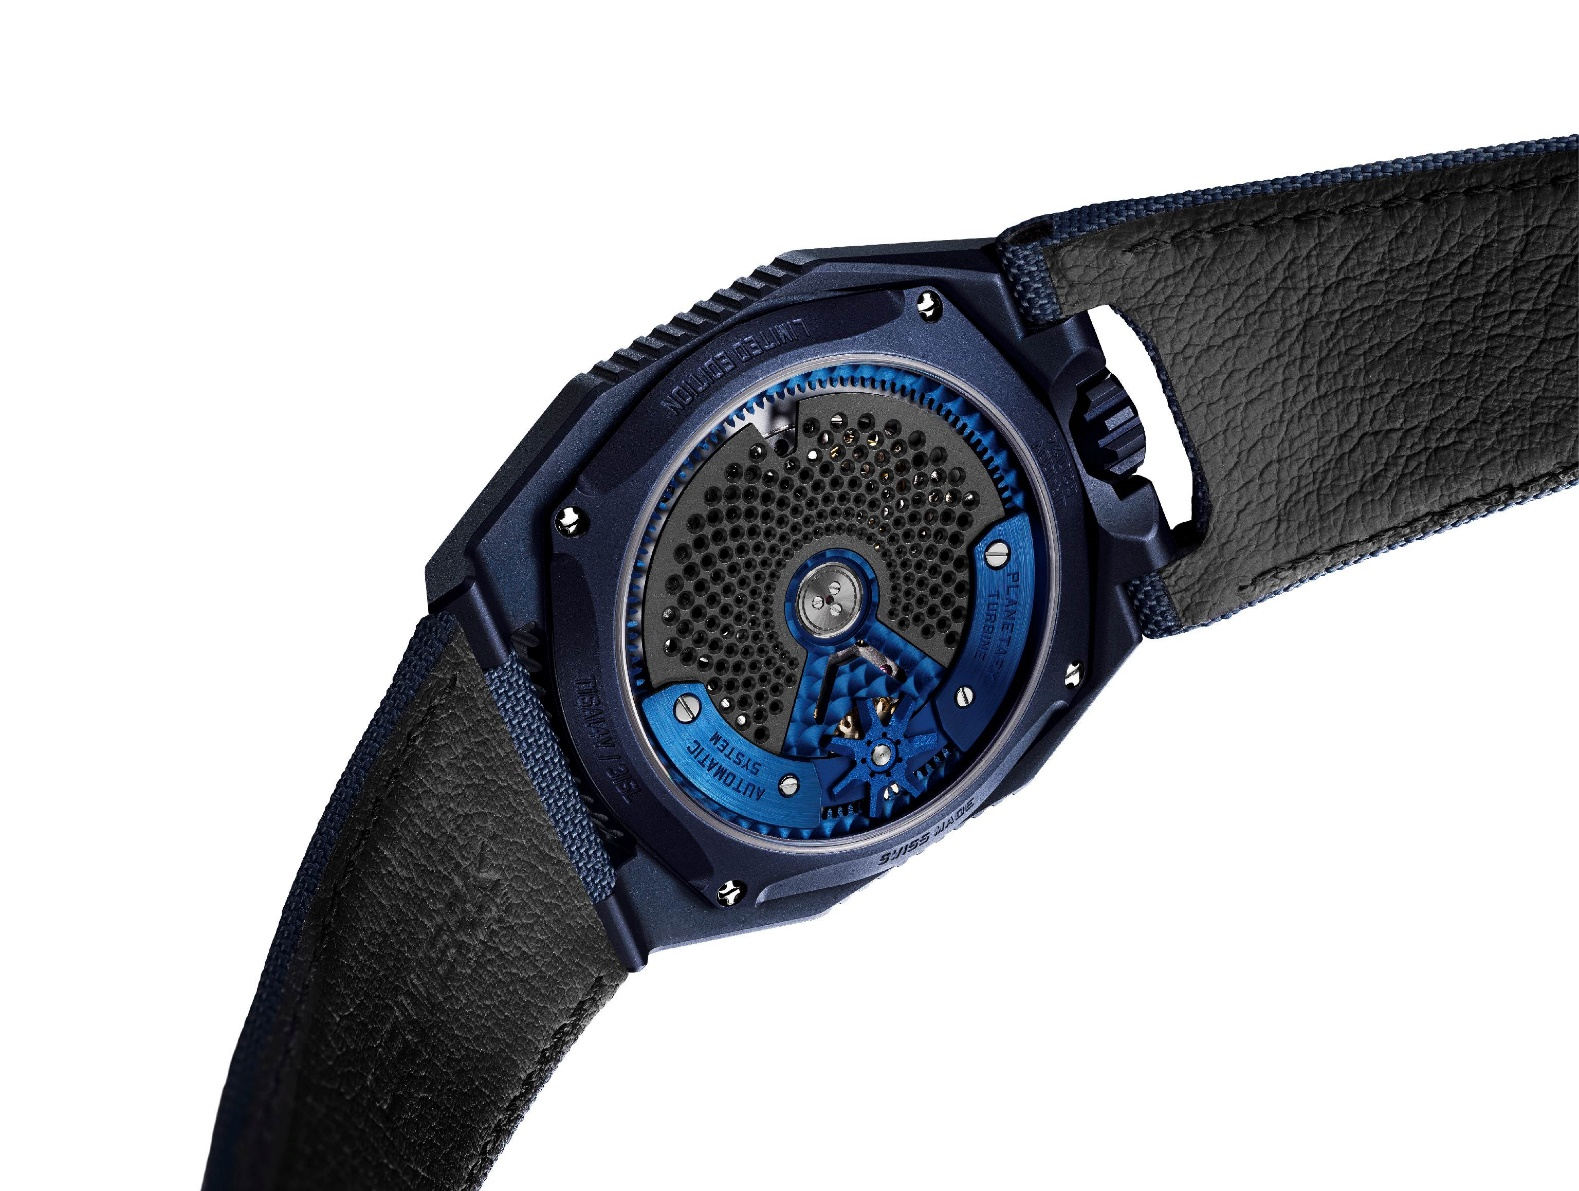 LIMITED EDITION
PLANETARY
TURBINE
AUTOMATIC
SYSTEM
SWISS MADE